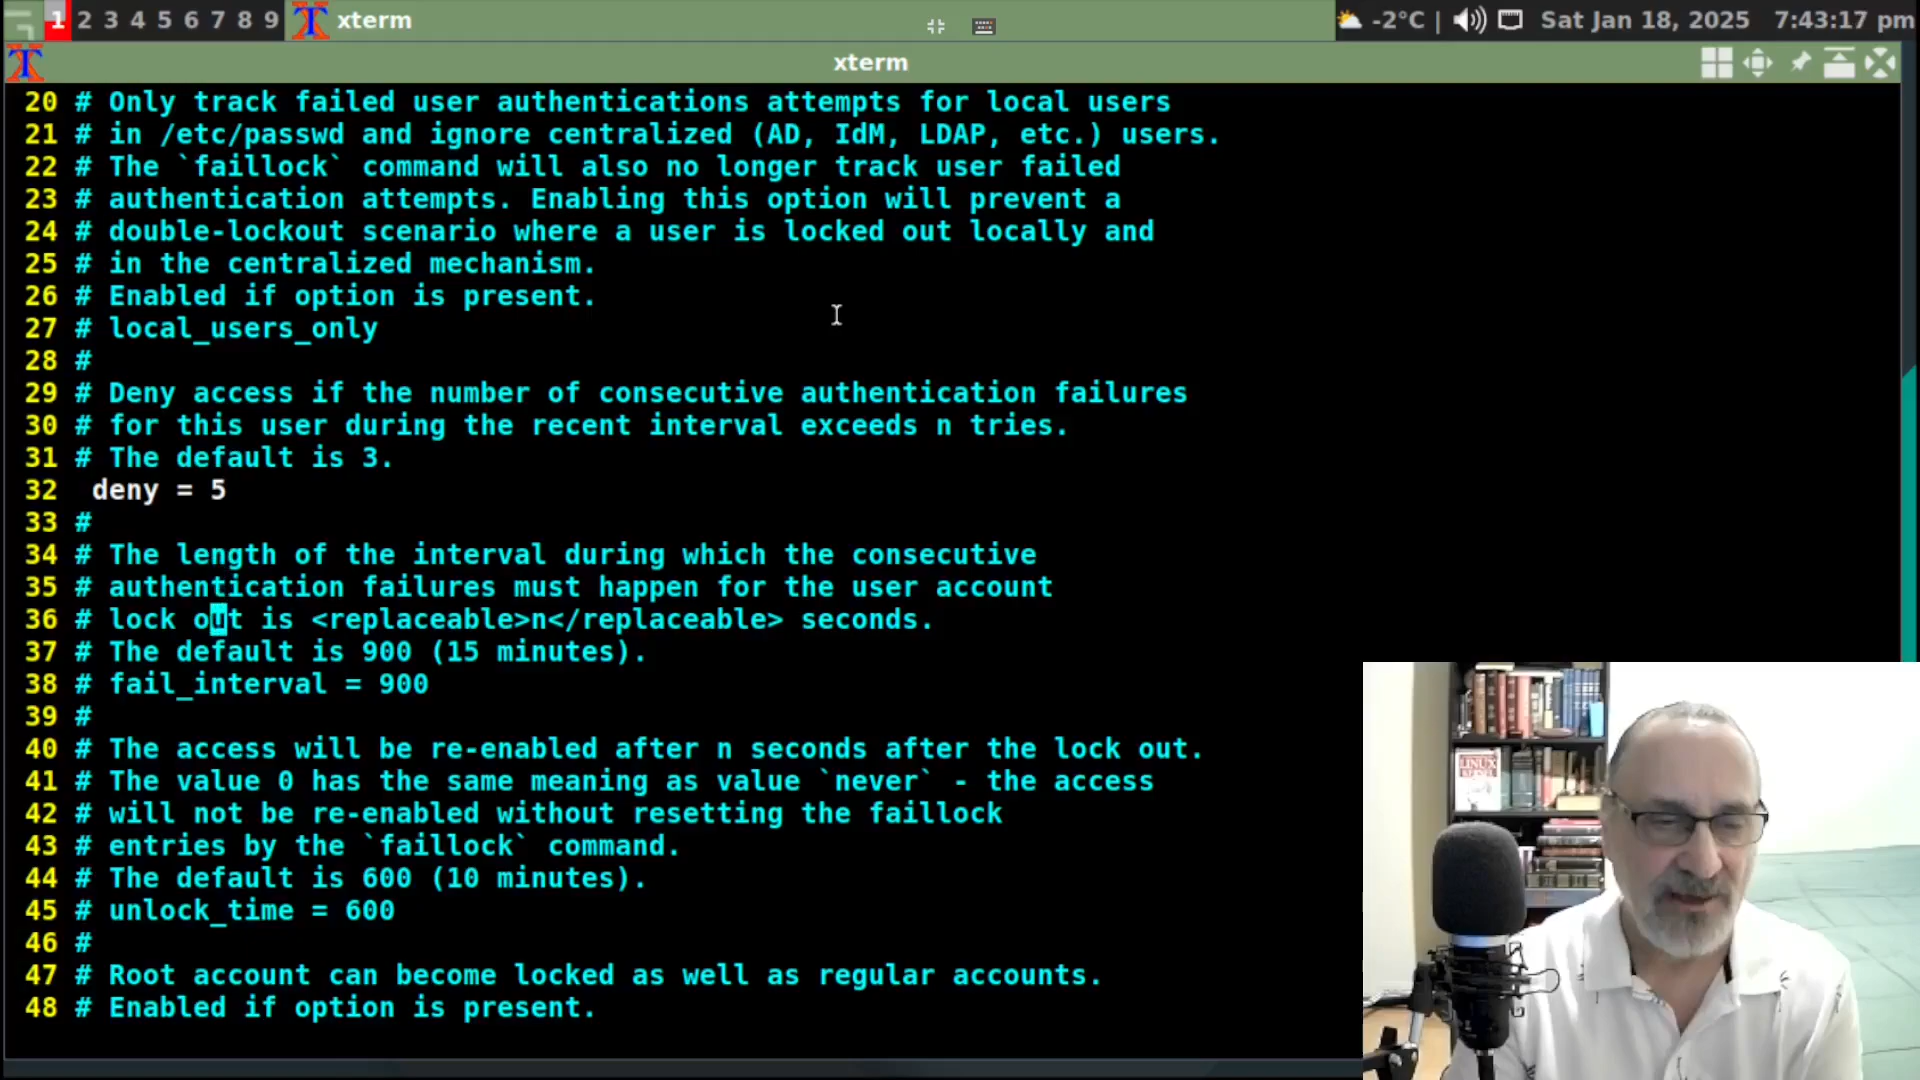 1 2 3 4 5 6 7 8 9 xterm -2°C | Sat Jan 18, 2025 7:43:17 pm
xterm
20 # Only track failed user authentications attempts for local users
21 # in /etc/passwd and ignore centralized (AD, IdM, LDAP, etc.) users.
22 # The `faillock` command will also no longer track user failed
23 # authentication attempts. Enabling this option will prevent a
24 # double-lockout scenario where a user is locked out locally and
25 # in the centralized mechanism.
26 # Enabled if option is present.
27 # local_users_only
28 #
29 # Deny access if the number of consecutive authentication failures
30 # for this user during the recent interval exceeds n tries.
31 # The default is 3.
32  deny = 5
33 #
34 # The length of the interval during which the consecutive
35 # authentication failures must happen for the user account
36 # lock out is <replaceable>n</replaceable> seconds.
37 # The default is 900 (15 minutes).
38 # fail_interval = 900
39 #
40 # The access will be re-enabled after n seconds after the lock out.
41 # The value 0 has the same meaning as value `never` - the access
42 # will not be re-enabled without resetting the faillock
43 # entries by the `faillock` command.
44 # The default is 600 (10 minutes).
45 # unlock_time = 600
46 #
47 # Root account can become locked as well as regular accounts.
48 # Enabled if option is present.
LINUX